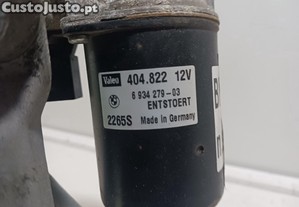 CustoJusto.pt
Valeo 404.822 12V
6 934 279-03
ENTSTOERT
2265S Made in Germany